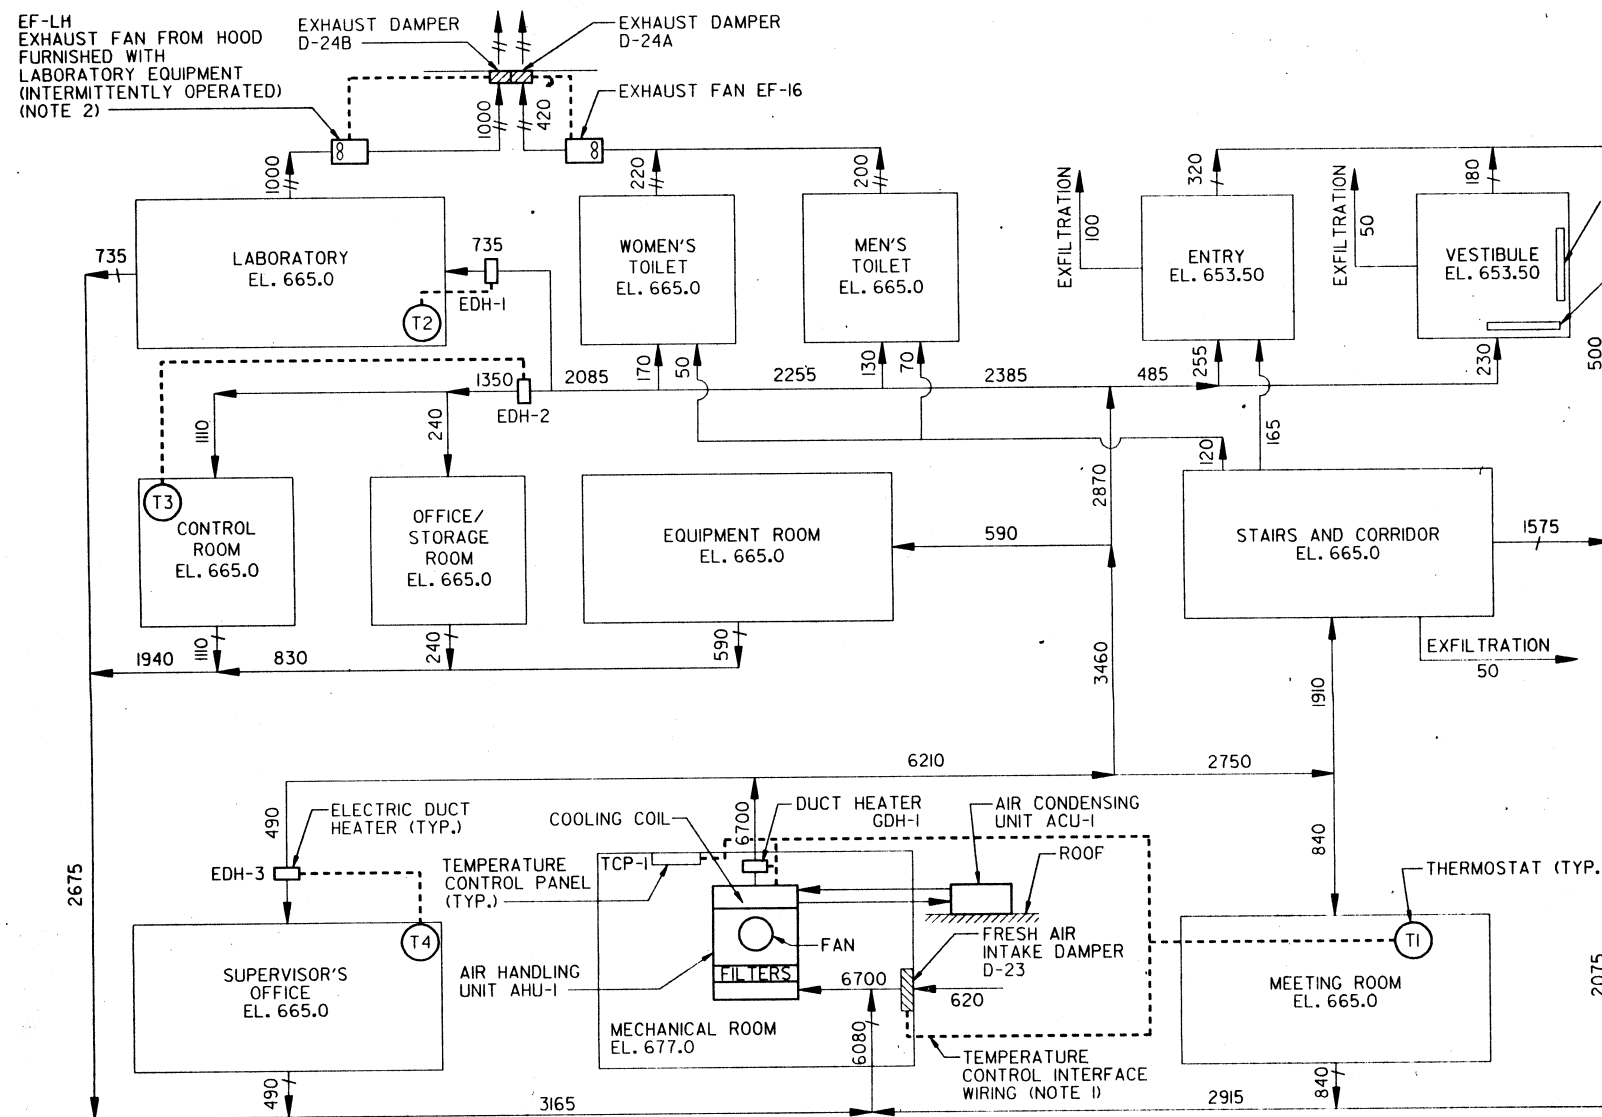 EF-LH
EXHAUST FAN FROM HOOD
FURNISHED WITH
LABORATORY EQUIPMENT
(INTERMITTENTLY OPERATED)
(NOTE 2)
EXHAUST DAMPER
D-24B
EXHAUST DAMPER
D-24A
EXHAUST FAN EF-16
1000
420
1000
220
200
320
180
EXFILTRATION
100
EXFILTRATION
50
735
LABORATORY
EL. 665.0
T2
735
EDH-1
WOMEN'S
TOILET
EL. 665.0
MEN'S
TOILET
EL. 665.0
ENTRY
EL. 653.50
VESTIBULE
EL. 653.50
500
1350
EDH-2
2085
170
50
2255
130
70
2385
485
255
230
1110
240
120
165
2870
T3
CONTROL
ROOM
EL. 665.0
OFFICE/
STORAGE
ROOM
EL. 665.0
EQUIPMENT ROOM
EL. 665.0
590
STAIRS AND CORRIDOR
EL. 665.0
1575
1940
1110
830
240
590
3460
1910
EXFILTRATION
50
6210
2750
490
ELECTRIC DUCT
HEATER (TYP.)
COOLING COIL
6700
DUCT HEATER
GDH-1
AIR CONDENSING
UNIT ACU-1
840
2675
EDH-3
TEMPERATURE
CONTROL PANEL
(TYP.)
TCP-1
ROOF
THERMOSTAT (TYP.
T4
SUPERVISOR'S
OFFICE
EL. 665.0
AIR HANDLING
UNIT AHU-1
FAN
FILTERS
6700
FRESH AIR
INTAKE DAMPER
D-23
620
T1
MEETING ROOM
EL. 665.0
2075
MECHANICAL ROOM
EL. 677.0
6080
TEMPERATURE
CONTROL INTERFACE
WIRING (NOTE 1)
490
3165
2915
840